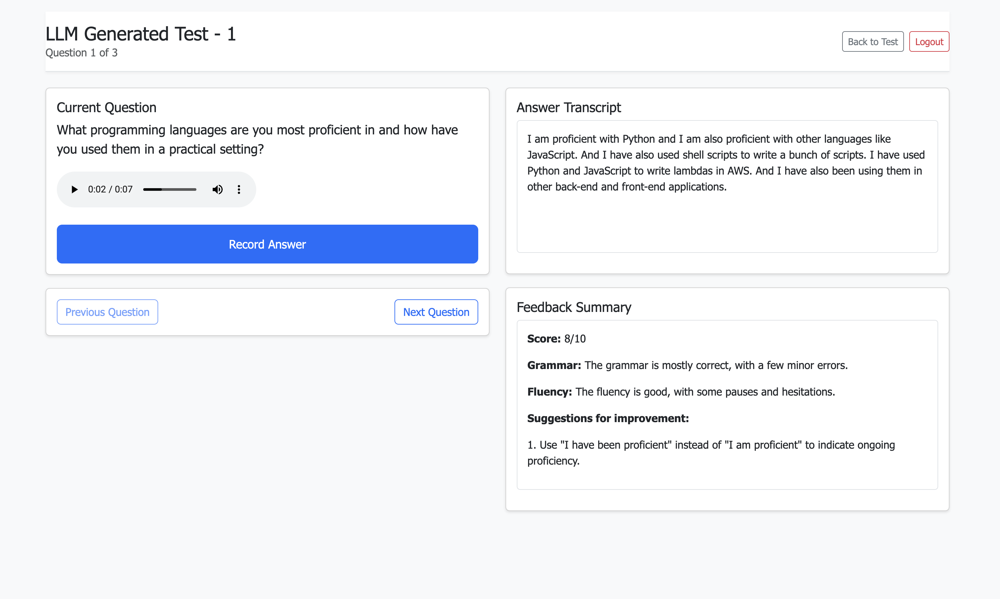 LLM Generated Test - 1
Question 1 of 3
Back to Test
Logout
Current Question
What programming languages are you most proficient in and how have
you used them in a practical setting?
0:02 / 0:07
Record Answer
Previous Question
Next Question
Answer Transcript
I am proficient with Python and I am also proficient with other languages like
JavaScript. And I have also used shell scripts to write a bunch of scripts. I have used
Python and JavaScript to write lambdas in AWS. And I have also been using them in
other back-end and front-end applications.
Feedback Summary
Score: 8/10
Grammar: The grammar is mostly correct, with a few minor errors.
Fluency: The fluency is good, with some pauses and hesitations.
Suggestions for improvement:
1. Use "I have been proficient" instead of "I am proficient" to indicate ongoing
proficiency.